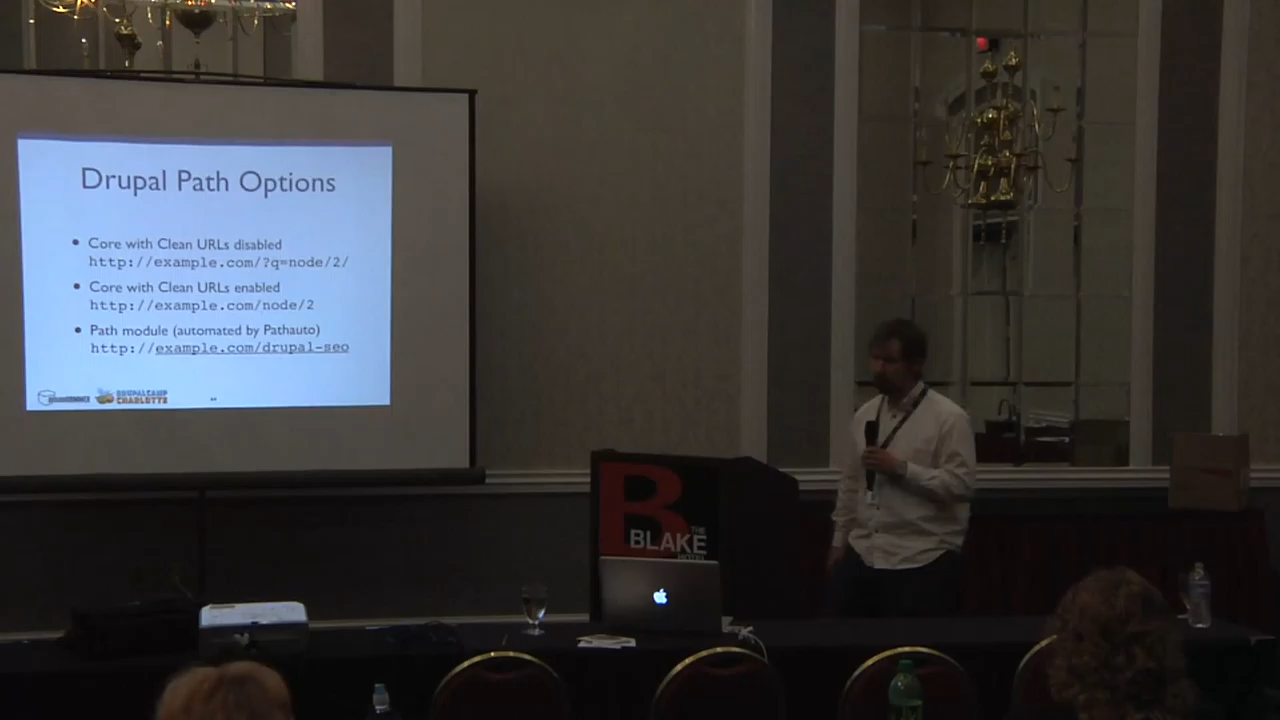 Drupal Path Options
• Core with Clean URLs disabled
http://example.com/?q=node/2/
• Core with Clean URLs enabled
http://example.com/node/2
• Path module (automated by Pathauto)
http://example.com/drupal-seo
DRUPALCAMP
CHARLOTTE
B
THE
BLAKE
HOTEL